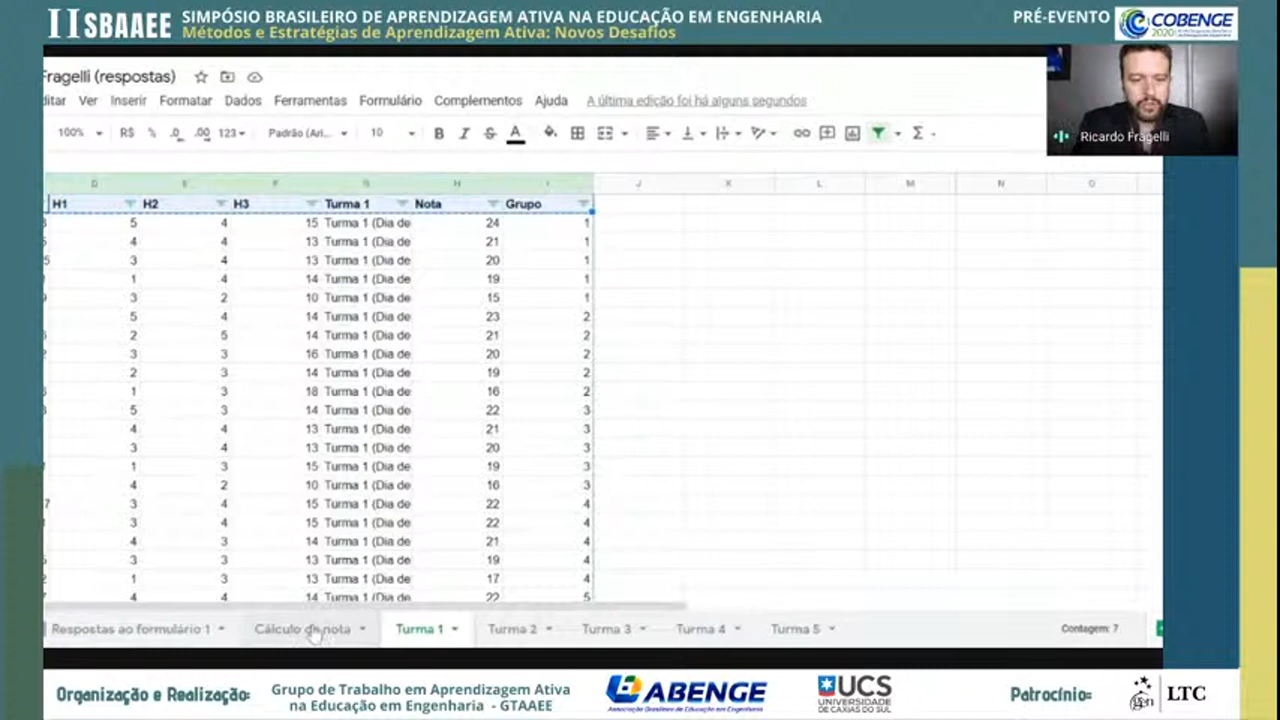 IISBAAEE
SIMPÓSIO BRASILEIRO DE APRENDIZAGEM ATIVA NA EDUCAÇÃO EM ENGENHARIA
Métodos e Estratégias de Aprendizagem Ativa: Novos Desafios
PRÉ-EVENTO
COBENGE
2020
Fragelli (respostas)
itar Ver Inserir Formatar Dados Ferramentas Formulário Complementos Ajuda A última edição foi há alguns segundos
100% R$ % .0 .00 123 Padrão (Ari... 10 B I S A
Ricardo Fragelli
D E F G H I J K L M N O
H1 H2 H3 Turma 1 Nota Grupo
5 4 15 Turma 1 (Dia de 24 1
4 4 13 Turma 1 (Dia de 21 1
3 4 13 Turma 1 (Dia de 20 1
1 4 14 Turma 1 (Dia de 19 1
3 2 10 Turma 1 (Dia de 15 1
5 4 14 Turma 1 (Dia de 23 2
2 5 14 Turma 1 (Dia de 21 2
3 3 16 Turma 1 (Dia de 20 2
2 3 14 Turma 1 (Dia de 19 2
1 3 18 Turma 1 (Dia de 16 2
5 3 14 Turma 1 (Dia de 22 3
4 4 13 Turma 1 (Dia de 21 3
3 4 13 Turma 1 (Dia de 20 3
1 3 15 Turma 1 (Dia de 19 3
4 2 10 Turma 1 (Dia de 16 3
3 4 15 Turma 1 (Dia de 22 4
3 4 15 Turma 1 (Dia de 22 4
4 3 14 Turma 1 (Dia de 21 4
3 3 13 Turma 1 (Dia de 19 4
1 3 13 Turma 1 (Dia de 17 4
4 4 14 Turma 1 (Dia de 22 5
Respostas ao formulário 1 Cálculo da nota Turma 1 Turma 2 Turma 3 Turma 4 Turma 5 Contagem: 7
Organização e Realização:
Grupo de Trabalho em Aprendizagem Ativa
na Educação em Engenharia - GTAAEE
ABENGE
Associação Brasileira de Educação em Engenharia
UCS
UNIVERSIDADE
DE CAXIAS DO SUL
Patrocínio:
gen
LTC